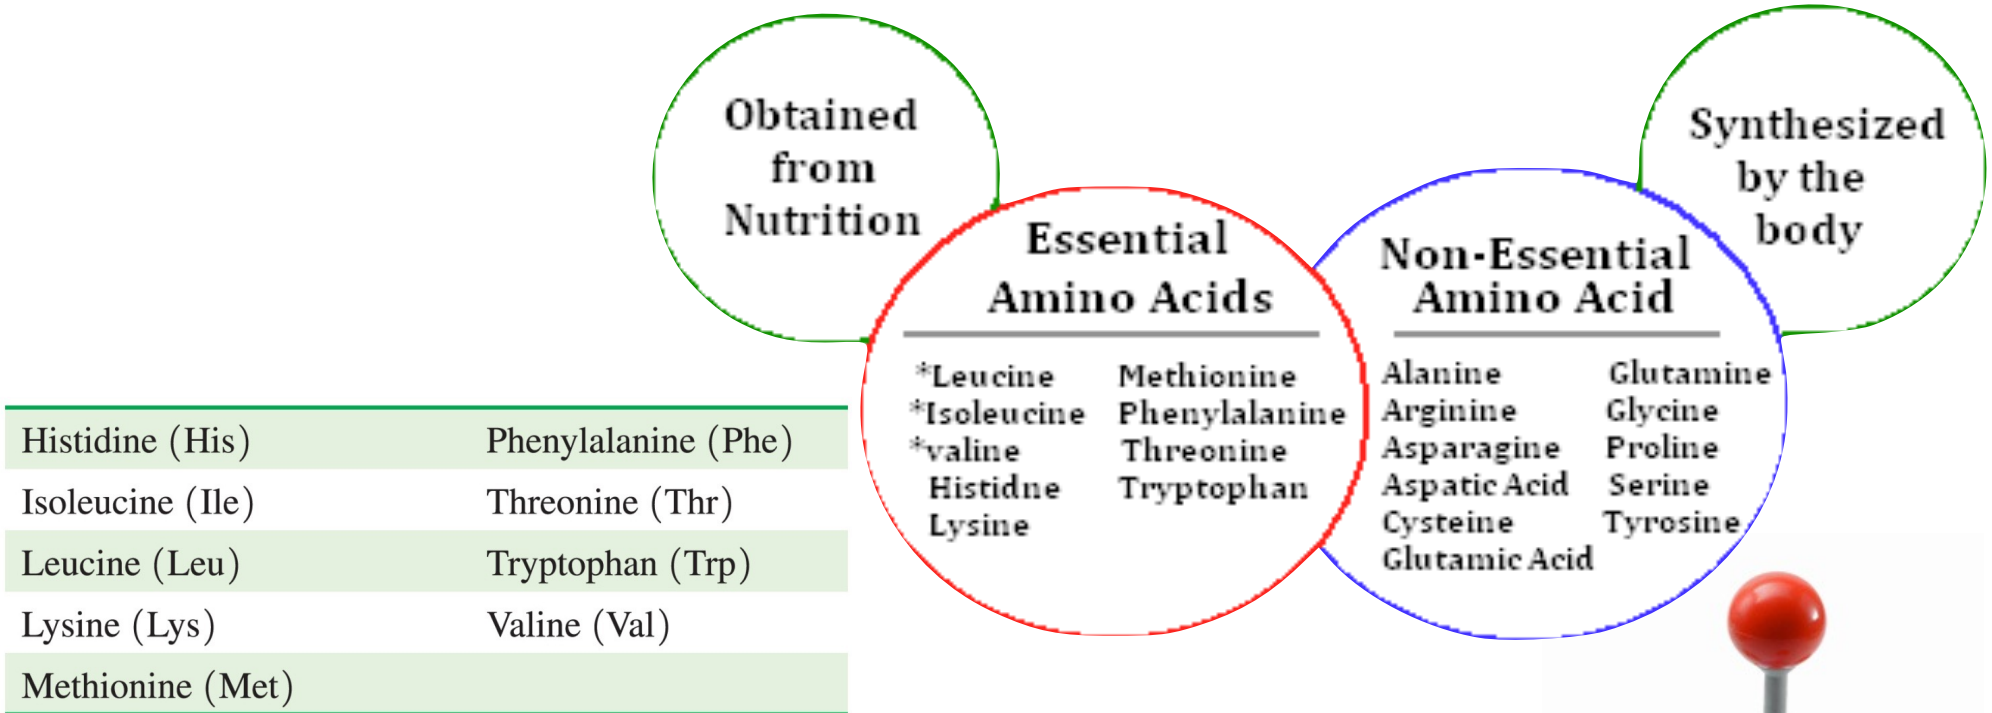 Obtained
from
Nutrition
Synthesized
by the
body
Essential
Amino Acids
*Leucine Methionine
*Isoleucine Phenylalanine
*valine Threonine
Histidne Tryptophan
Lysine
Non-Essential
Amino Acid
Alanine Glutamine
Arginine Glycine
Asparagine Proline
Aspatic Acid Serine
Cysteine Tyrosine
Glutamic Acid
Histidine (His) Phenylalanine (Phe)
Isoleucine (Ile) Threonine (Thr)
Leucine (Leu) Tryptophan (Trp)
Lysine (Lys) Valine (Val)
Methionine (Met)